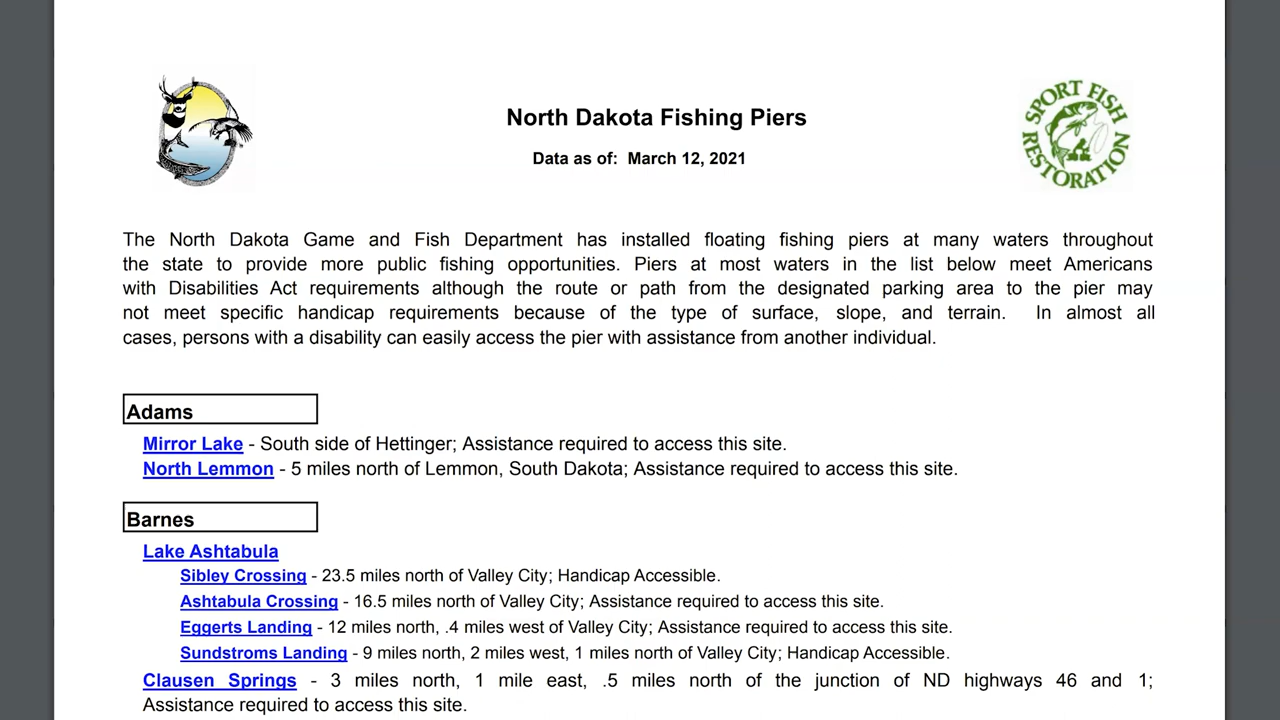 SPORT FISH
RESTORATION
North Dakota Fishing Piers
Data as of: March 12, 2021
The North Dakota Game and Fish Department has installed floating fishing piers at many waters throughout
the state to provide more public fishing opportunities. Piers at most waters in the list below meet Americans
with Disabilities Act requirements although the route or path from the designated parking area to the pier may
not meet specific handicap requirements because of the type of surface, slope, and terrain. In almost all
cases, persons with a disability can easily access the pier with assistance from another individual.
Adams
Mirror Lake - South side of Hettinger; Assistance required to access this site.
North Lemmon - 5 miles north of Lemmon, South Dakota; Assistance required to access this site.
Barnes
Lake Ashtabula
Sibley Crossing - 23.5 miles north of Valley City; Handicap Accessible.
Ashtabula Crossing - 16.5 miles north of Valley City; Assistance required to access this site.
Eggerts Landing - 12 miles north, .4 miles west of Valley City; Assistance required to access this site.
Sundstroms Landing - 9 miles north, 2 miles west, 1 miles north of Valley City; Handicap Accessible.
Clausen Springs - 3 miles north, 1 mile east, .5 miles north of the junction of ND highways 46 and 1;
Assistance required to access this site.